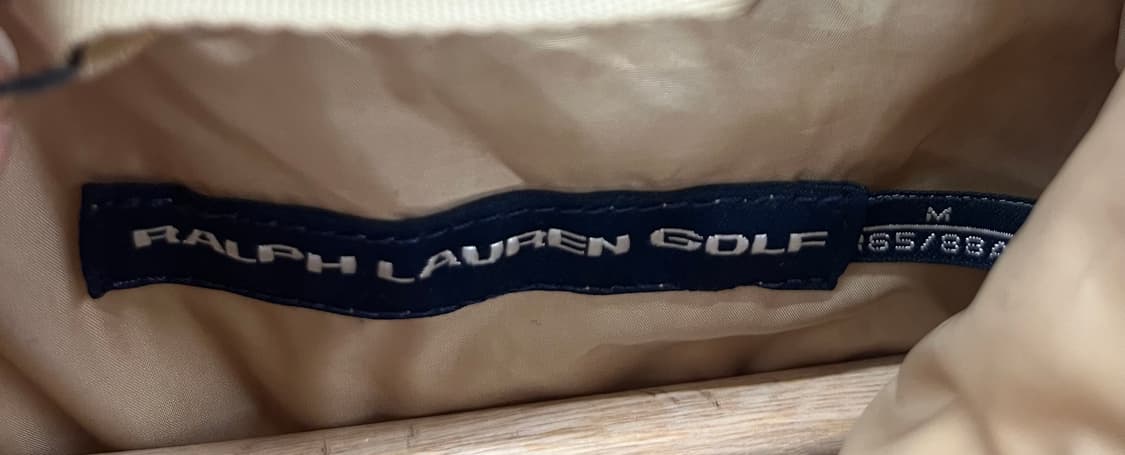 RALPH LAUREN GOLF
M
165/88A